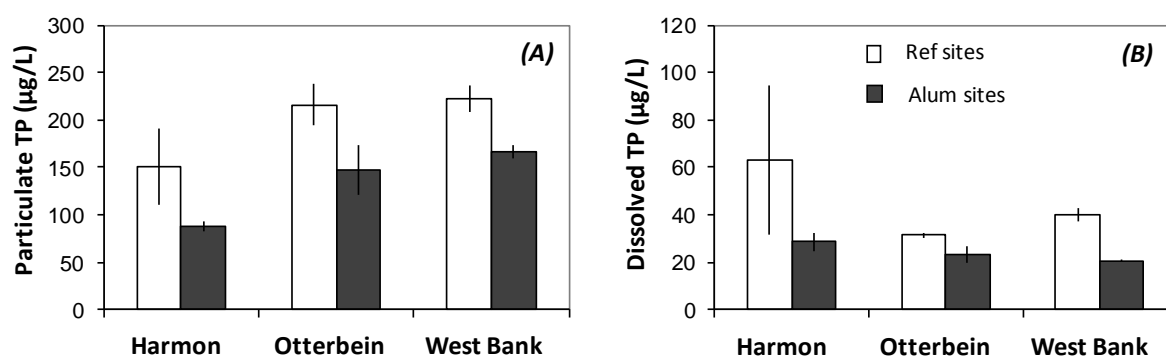 Particulate TP (µg/L)
300
250
200
150
100
50
0
(A)
Harmon Otterbein West Bank
Dissolved TP (µg/L)
120
100
80
60
40
20
0
(B)
Ref sites
Alum sites
Harmon Otterbein West Bank